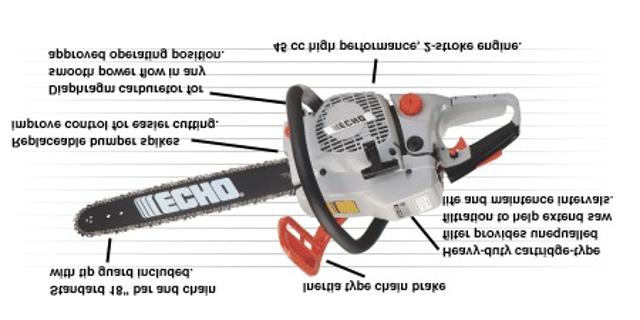 45 cc high performance, 2-stroke engine.
Diaphragm carburetor for
smooth power flow in any
approved operating position.
Replaceable bumper spikes
improve control for easier cutting.
ECHO
ECHO
Heavy-duty cartridge-type
filter provides unequalled
filtration to help extend saw
life and maintence intervals.
Standard 18" bar and chain
with tip guard included.
Inertia type chain brake